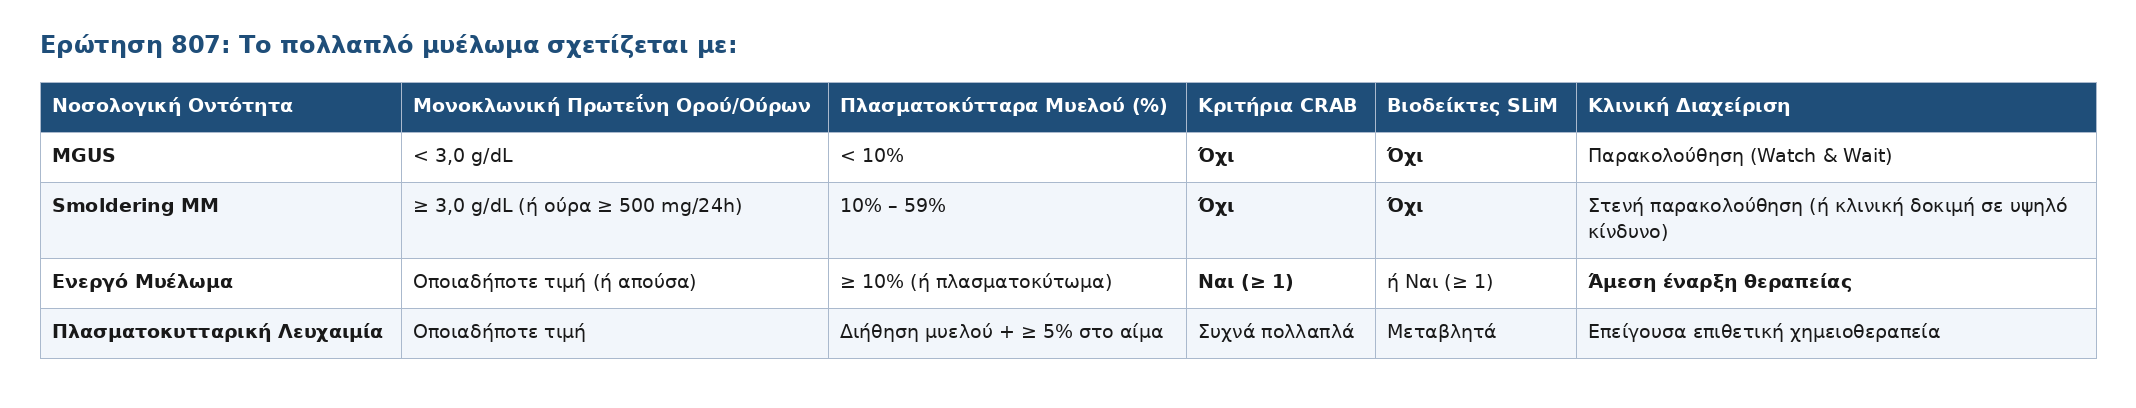 Ερώτηση 807: Το πολλαπλό μυέλωμα σχετίζεται με:
Νοσολογική Οντότητα Μονοκλωνική Πρωτεΐνη Ορού/Ούρων Πλασματοκύτταρα Μυελού (%) Κριτήρια CRAB Βιοδείκτες SLiM Κλινική Διαχείριση
MGUS < 3,0 g/dL < 10% Όχι Όχι Παρακολούθηση (Watch & Wait)
Smoldering MM ≥ 3,0 g/dL (ή ούρα ≥ 500 mg/24h) 10% – 59% Όχι Όχι Στενή παρακολούθηση (ή κλινική δοκιμή σε υψηλό
κίνδυνο)
Ενεργό Μυέλωμα Οποιαδήποτε τιμή (ή απούσα) ≥ 10% (ή πλασματοκύτωμα) Ναι (≥ 1) ή Ναι (≥ 1) Άμεση έναρξη θεραπείας
Πλασματοκυτταρική Λευχαιμία Οποιαδήποτε τιμή Διήθηση μυελού + ≥ 5% στο αίμα Συχνά πολλαπλά Μεταβλητά Επείγουσα επιθετική χημειοθεραπεία